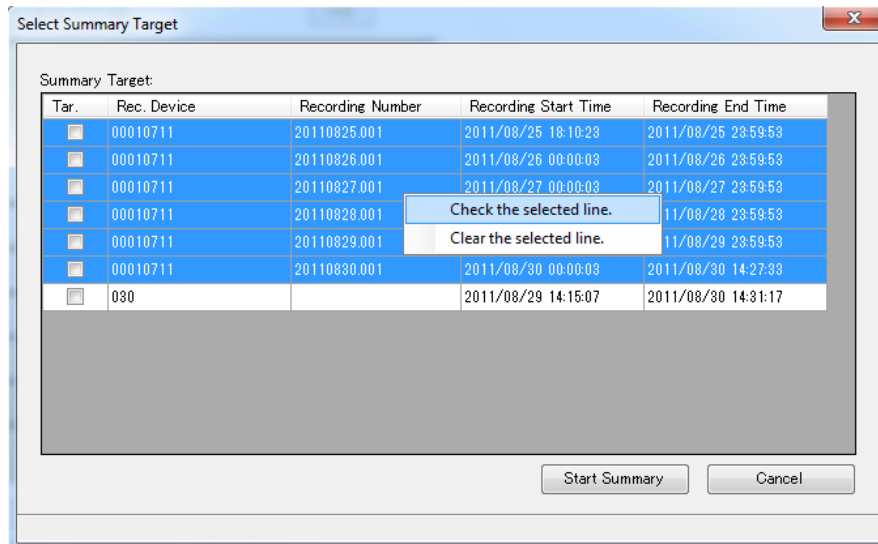 Select Summary Target
Summary Target:
Tar. Rec. Device Recording Number Recording Start Time Recording End Time
00010711 20110825.001 2011/08/25 18:10:23 2011/08/25 23:59:53
00010711 20110826.001 2011/08/26 00:00:03 2011/08/26 23:59:53
00010711 20110827.001 2011/08/27 00:00:03 2011/08/27 23:59:53
00010711 20110828.001 Check the selected line. 11/08/28 23:59:53
00010711 20110829.001 Clear the selected line. 11/08/29 23:59:53
00010711 20110830.001 2011/08/30 00:00:03 2011/08/30 14:27:33
030 2011/08/29 14:15:07 2011/08/30 14:31:17
Start Summary Cancel